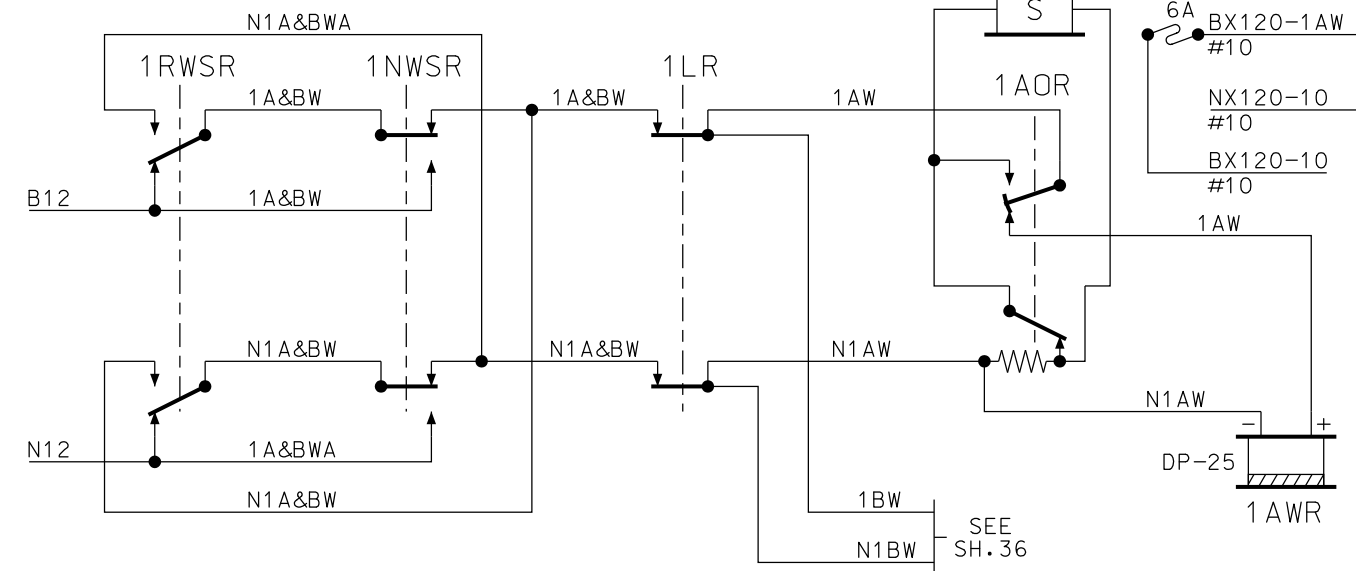 N1A&BWA
S
6A
BX120-1AW
#10
1RWSR
1NWSR
1LR
1AOR
1A&BW
1A&BW
1AW
NX120-10
#10
BX120-10
#10
B12
1A&BW
1AW
N1A&BW
N1A&BW
N1AW
N1AW
- +
N12
1A&BWA
DP-25
N1A&BW
1BW
1AWR
SEE
SH.36
N1BW